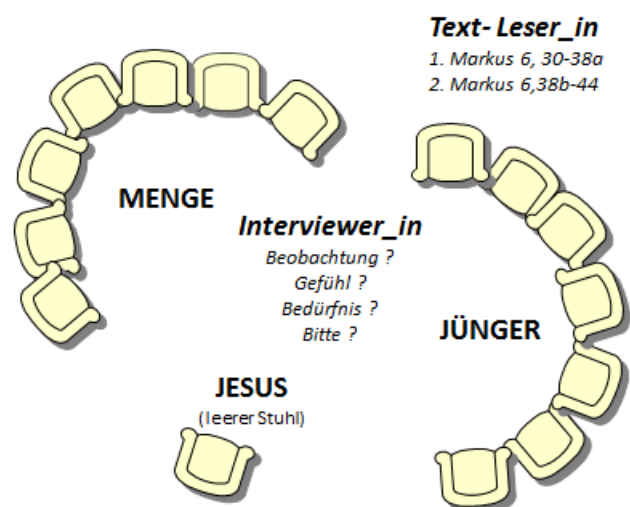 Text- Leser_in
1. Markus 6, 30-38a
2. Markus 6,38b-44
MENGE
Interviewer_in
Beobachtung ?
Gefühl ?
Bedürfnis ?
Bitte ?
JÜNGER
JESUS
(leerer Stuhl)